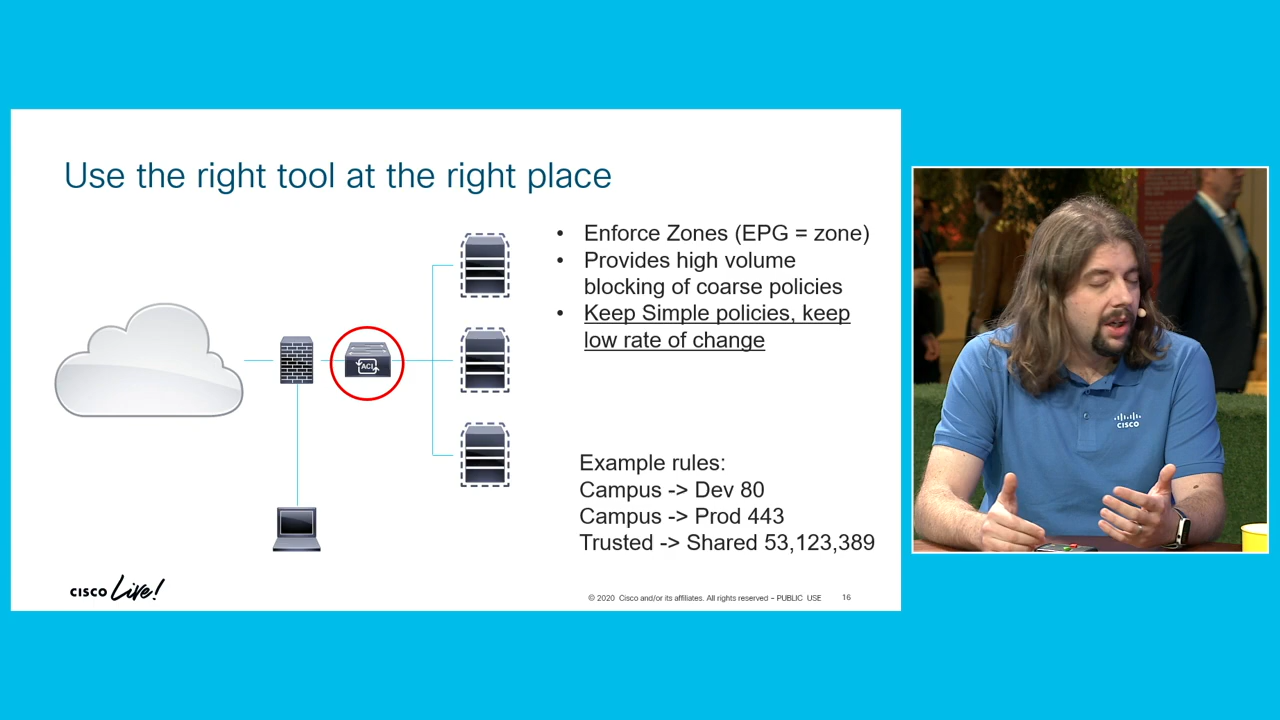 Use the right tool at the right place
• Enforce Zones (EPG = zone)
• Provides high volume
blocking of coarse policies
• Keep Simple policies, keep
low rate of change
ACI
Example rules:
Campus -> Dev 80
Campus -> Prod 443
Trusted -> Shared 53,123,389
CISCO Live!
© 2020 Cisco and/or its affiliates. All rights reserved – PUBLIC USE 16
CISCO